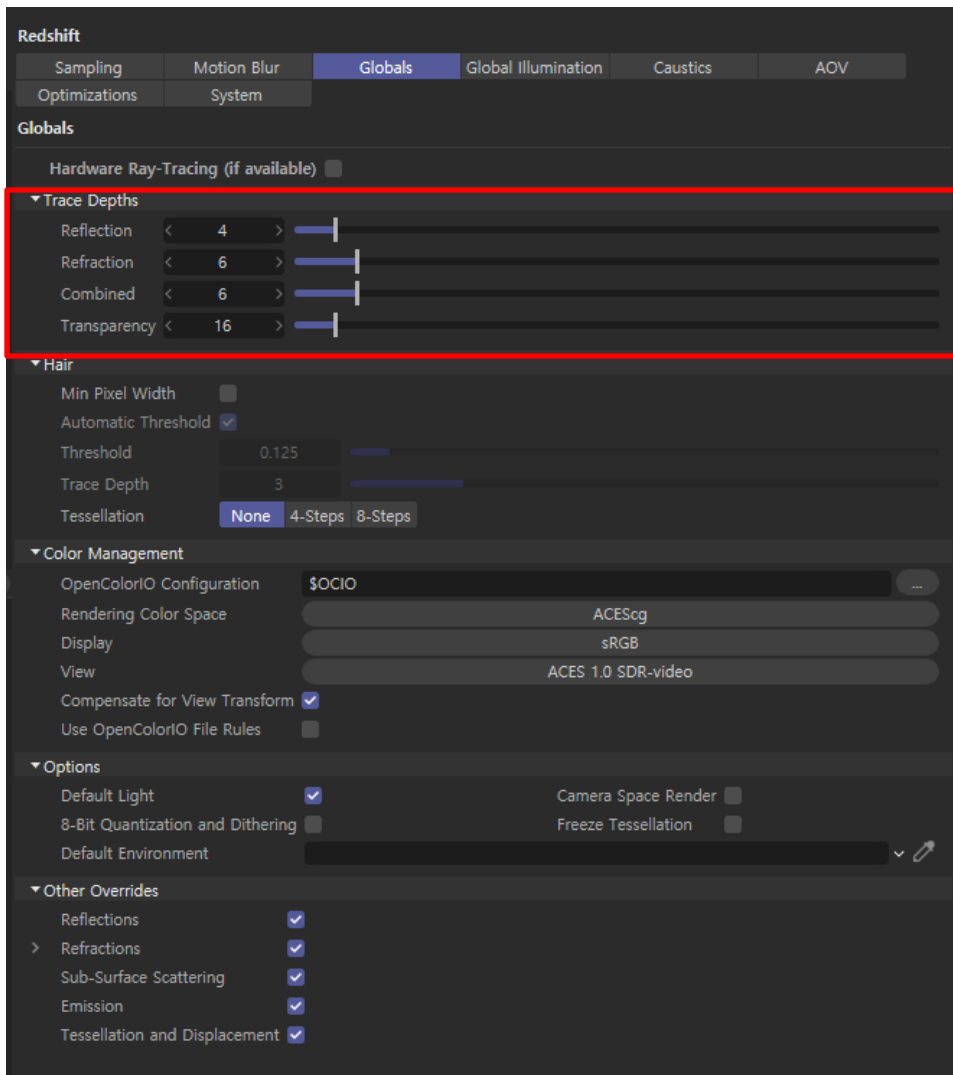 Redshift
Sampling Motion Blur Globals Global Illumination Caustics AOV
Optimizations System
Globals
Hardware Ray-Tracing (if available)
Trace Depths
Reflection 4
Refraction 6
Combined 6
Transparency 16
Hair
Min Pixel Width
Automatic Threshold
Threshold 0.125
Trace Depth 3
Tessellation None 4-Steps 8-Steps
Color Management
OpenColorIO Configuration $OCIO ...
Rendering Color Space ACEScg
Display sRGB
View ACES 1.0 SDR-video
Compensate for View Transform
Use OpenColorIO File Rules
Options
Default Light Camera Space Render
8-Bit Quantization and Dithering Freeze Tessellation
Default Environment
Other Overrides
Reflections
Refractions
Sub-Surface Scattering
Emission
Tessellation and Displacement